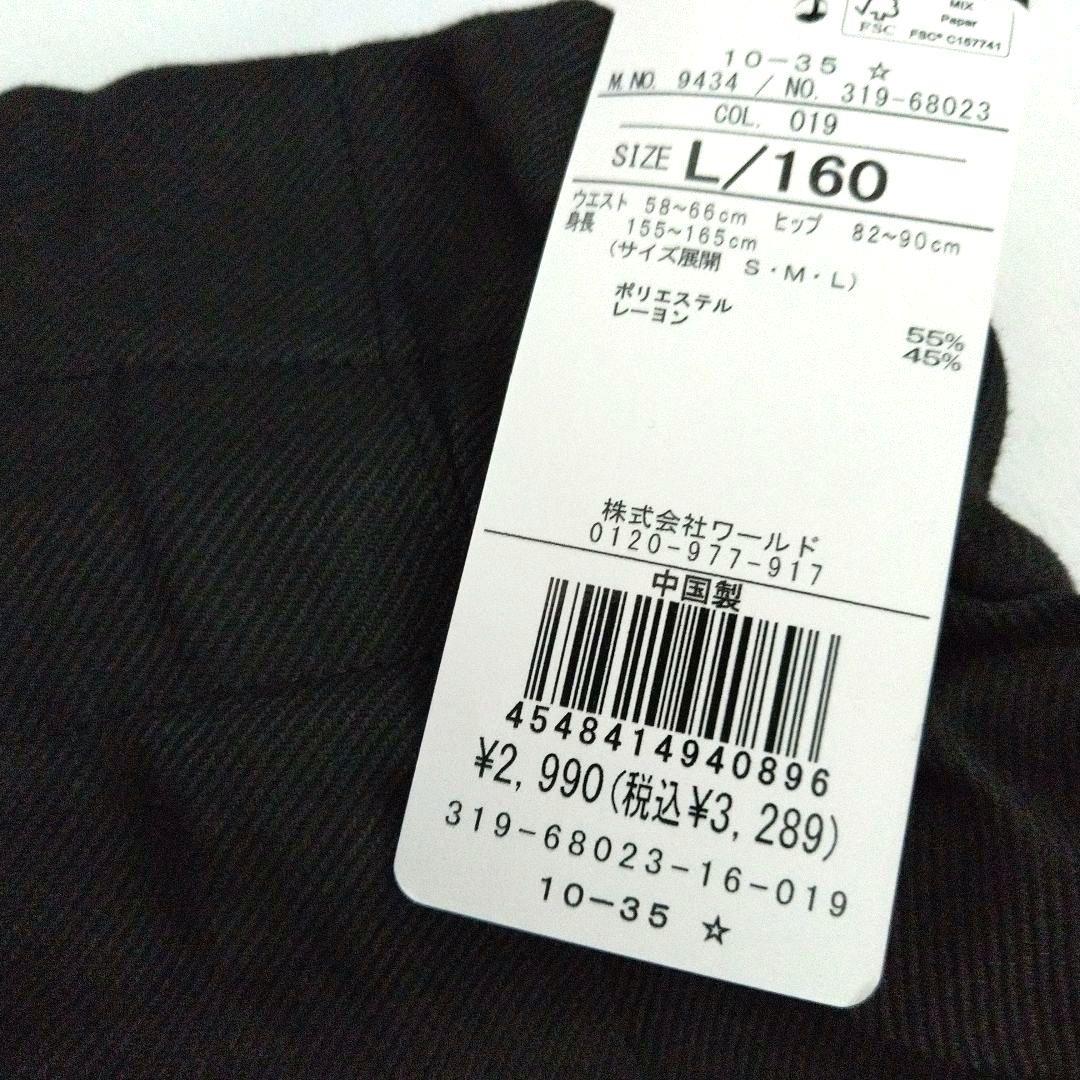 MIX
Paper
FSC
FSC® C157741
10-35 ☆
M.NO. 9434 / NO. 319-68023
COL. 019
SIZE L/160
ウエスト 58~66cm ヒップ 82~90cm
身長 155~165cm
(サイズ展開 S・M・L)
ポリエステル 55%
レーヨン 45%
株式会社ワールド
0120-977-917
中国製
4548414940896
¥2,990(税込¥3,289)
319-68023-16-019
10-35 ☆